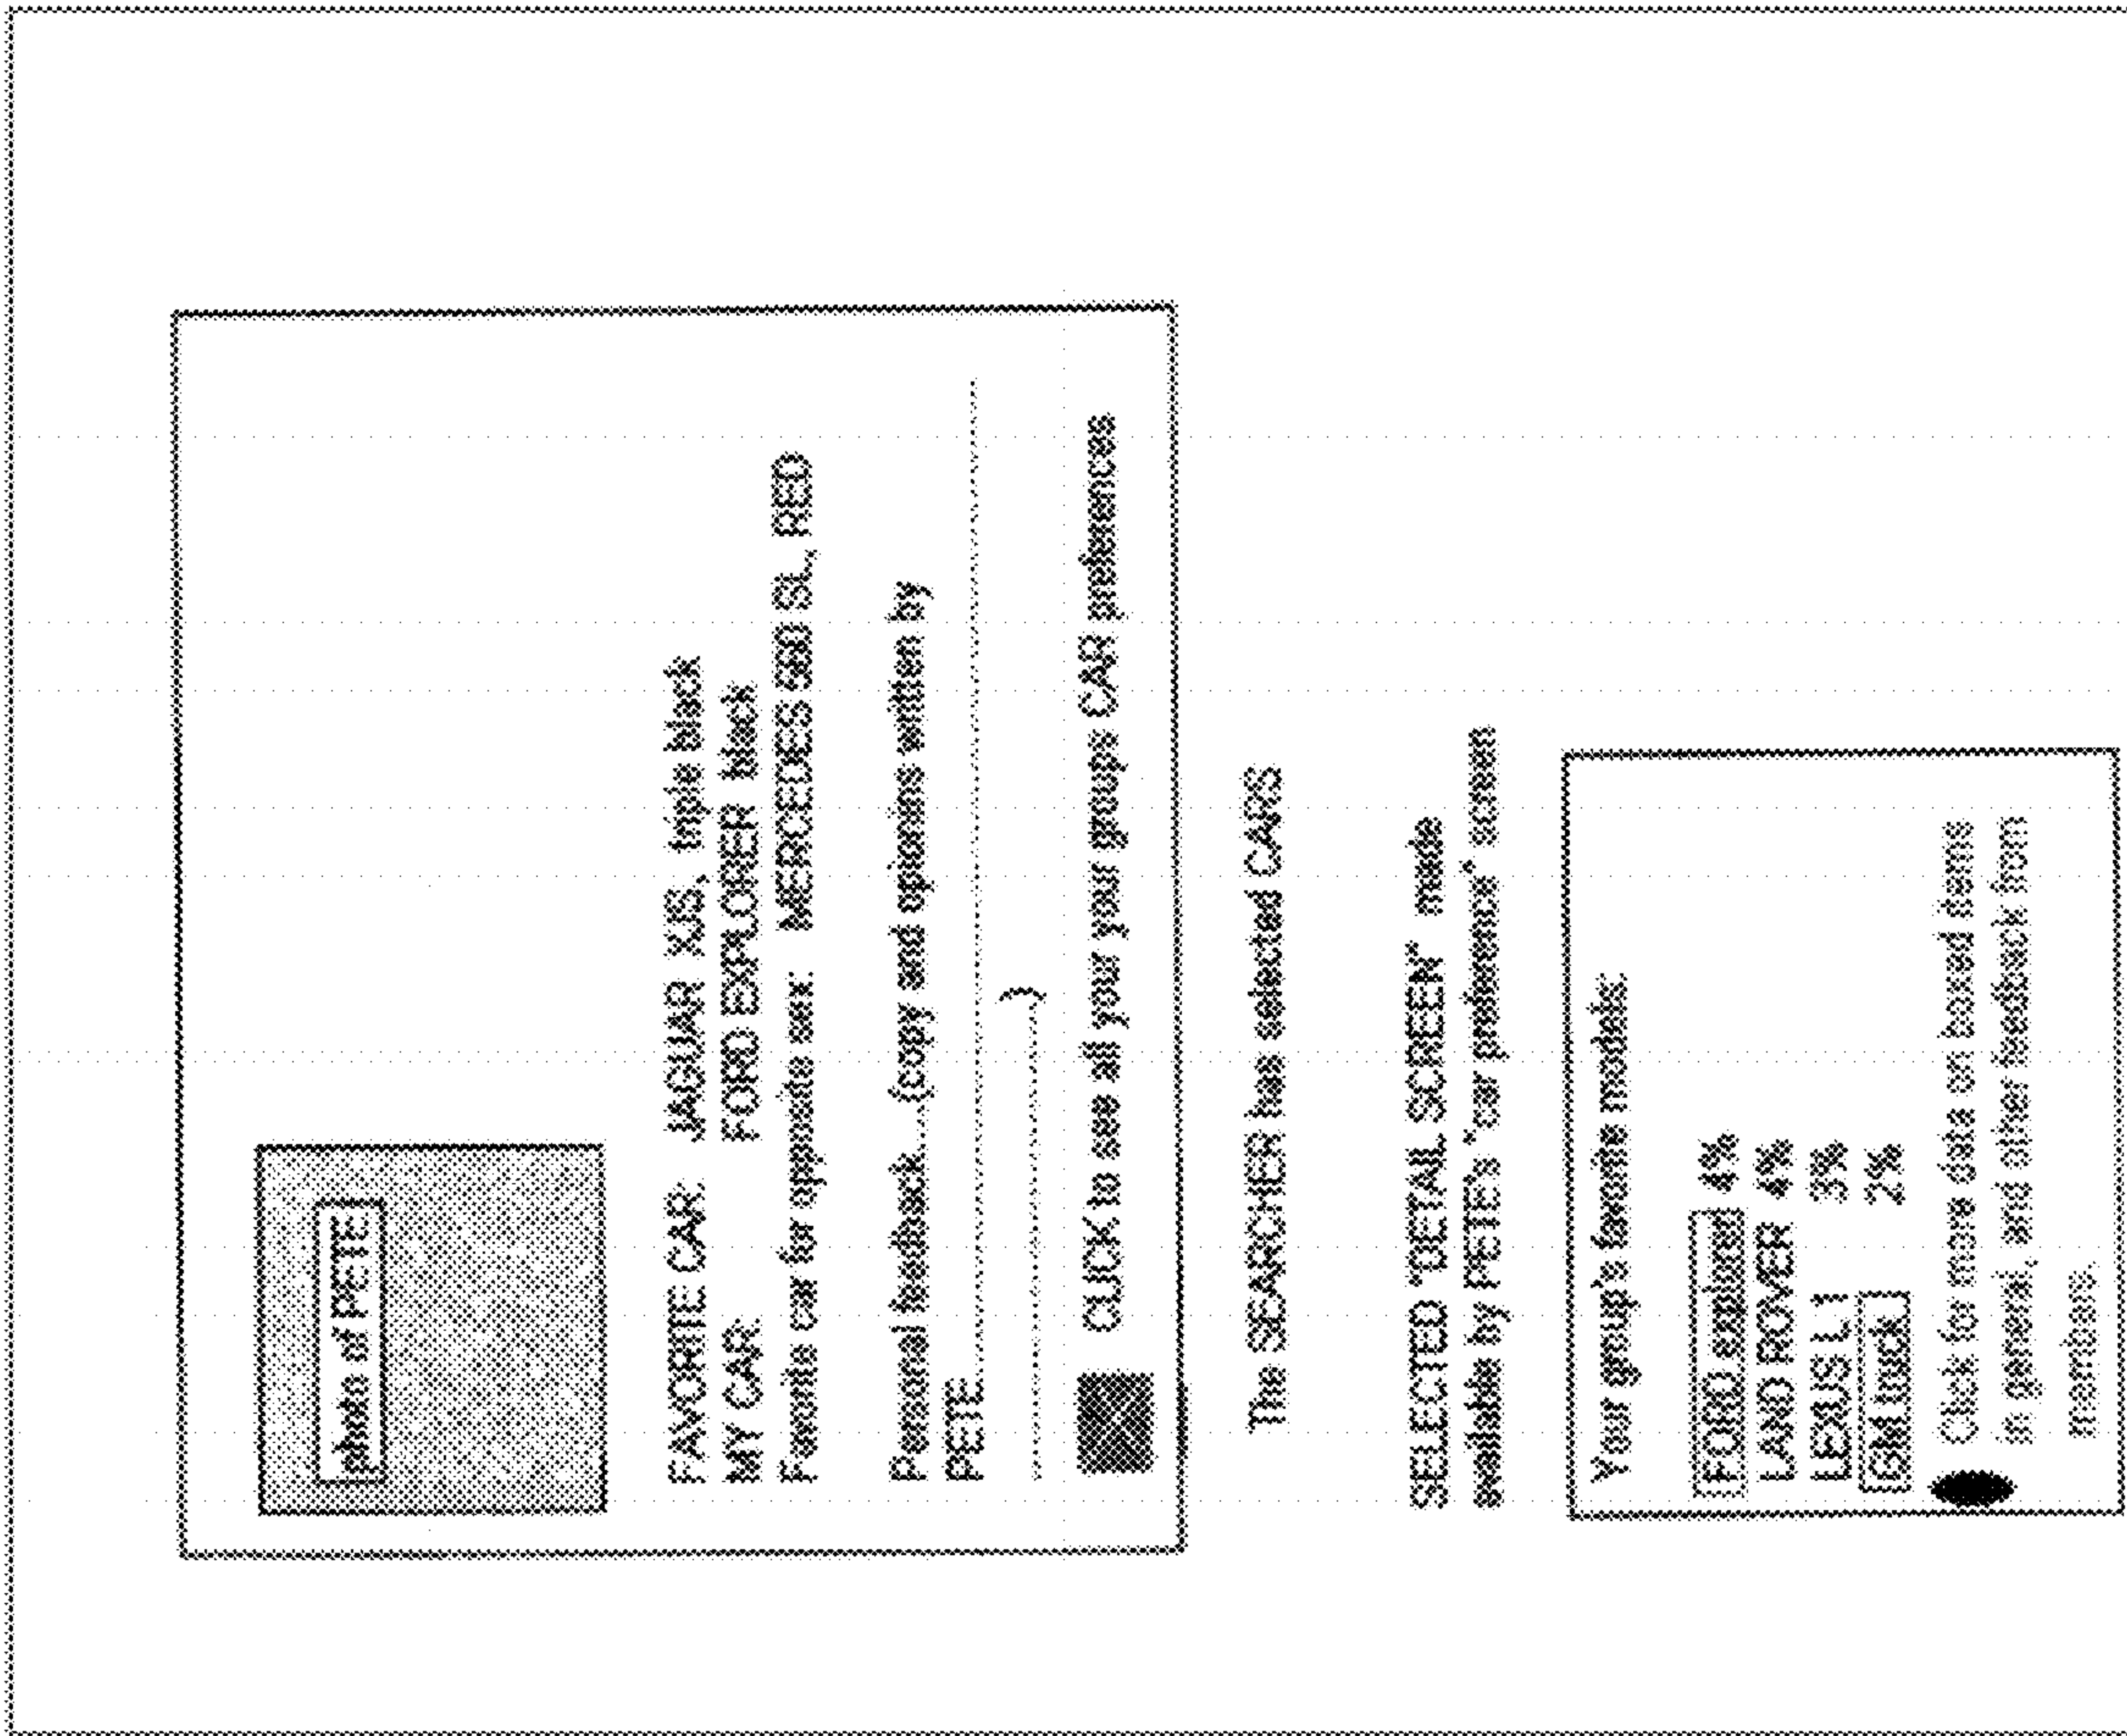 photo of PETE
FAVORITE CAR: JAGUAR XJS, triple black
MY CAR: FORD EXPLORER black
Favorite car for opposite sex: MERCEDES 500 SL, RED
Personal feedback....(copy and opinions written by
PETE
)
CLICK to see all your groups CAR preferences
The SEARCHER has selected CARS
SELECTED "DETAIL SCREEN" made
available by PETE's "car preference" screen
Your group's favorite models:
FORD explorer 4%
LAND ROVER 4%
LEXUS 3%
GM truck 2%
Click for more data on boxed items
in general, and other feedback from
members.